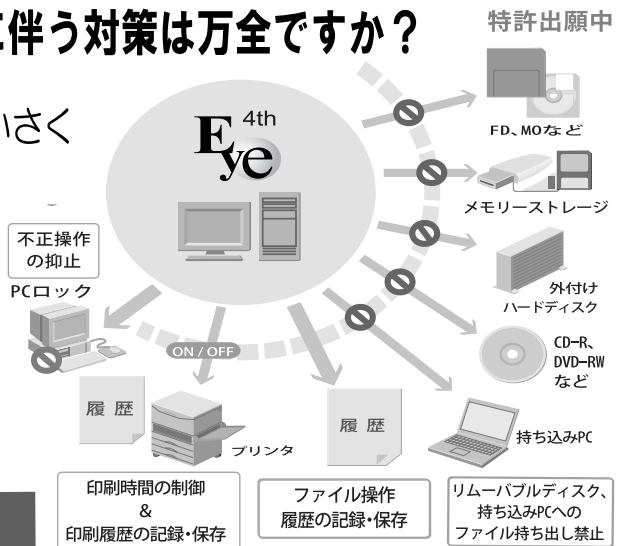 に伴う対策は万全ですか？
特許出願中
いさく
4th
Eye
FD、MOなど
メモリーストレージ
不正操作
の抑止
PCロック
外付け
ハードディスク
ON / OFF
CD-R、
DVD-RW
など
履 歴
プリンタ
履 歴
持ち込みPC
印刷時間の制御
&
印刷履歴の記録・保存
ファイル操作
履歴の記録・保存
リムーバブルディスク、
持ち込みPCへの
ファイル持ち出し禁止